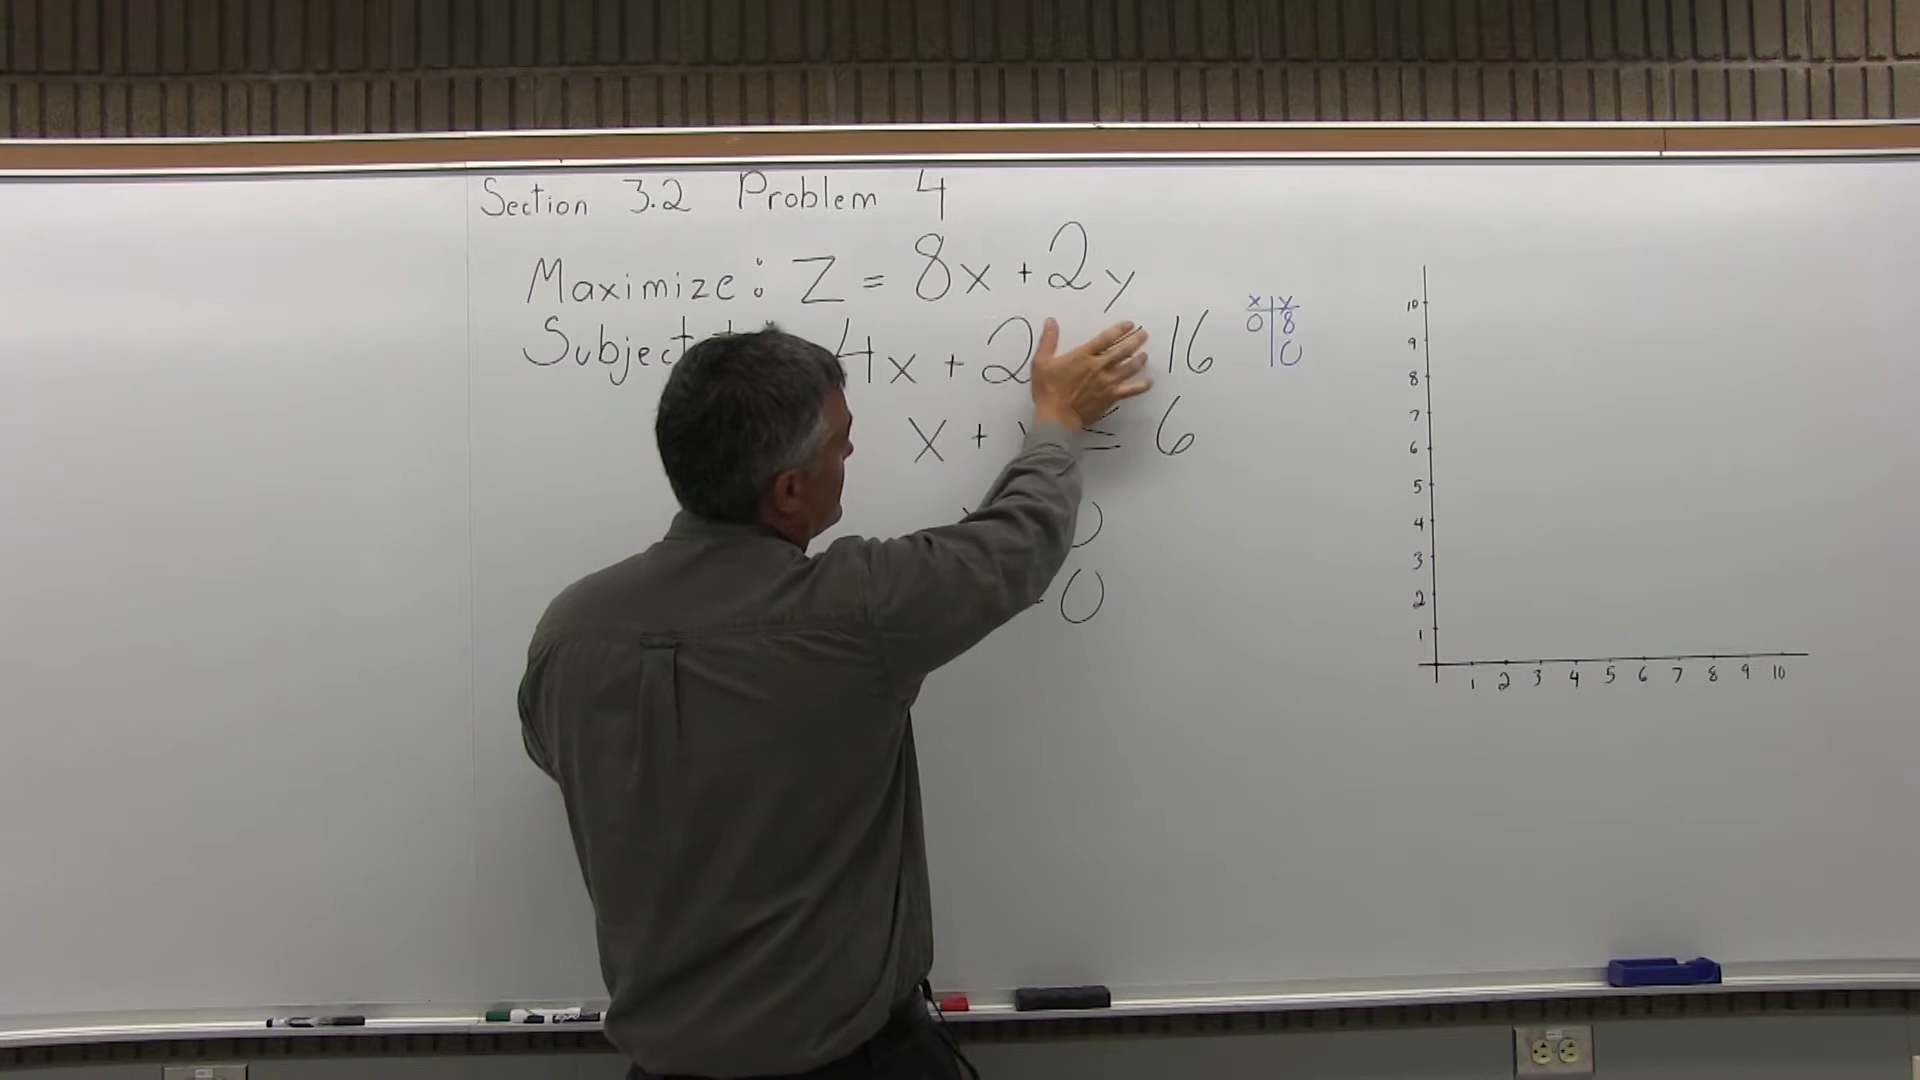 Section 3.2 Problem 4
Maximize: Z = 8x + 2y
Subject 4x + 2 16
x + y ≤ 6
0
0
x y
0 8
0
10
9
8
7
6
5
4
3
2
1
1 2 3 4 5 6 7 8 9 10